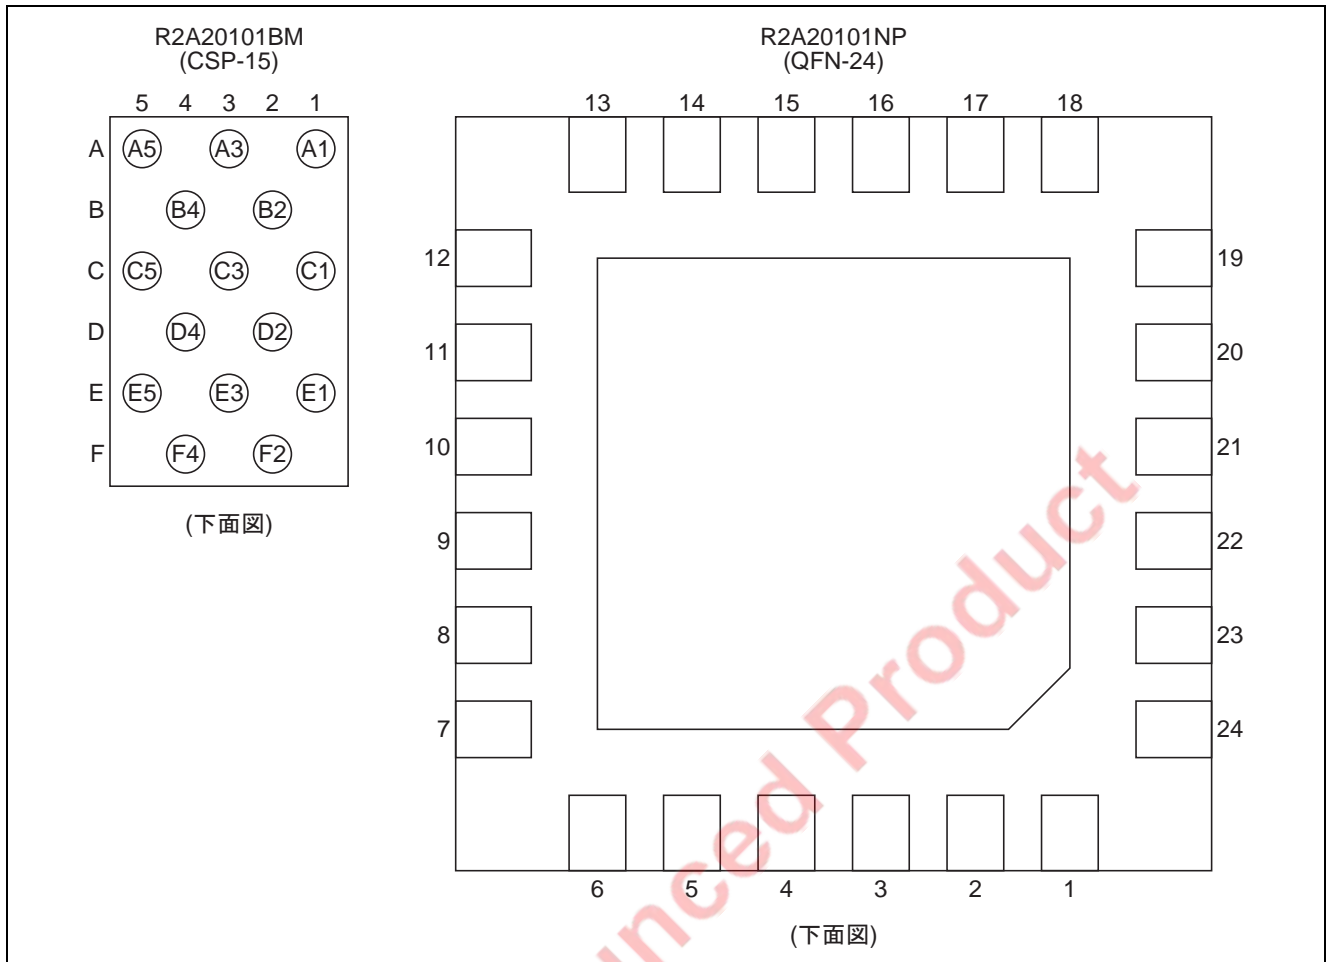 R2A20101BM
(CSP-15)
5 4 3 2 1
A A5 A3 A1
B B4 B2
C C5 C3 C1
D D4 D2
E E5 E3 E1
F F4 F2
(下面図)
R2A20101NP
(QFN-24)
13 14 15 16 17 18
12 19
11 20
10 21
9 22
8 23
7 24
6 5 4 3 2 1
(下面図)
Product